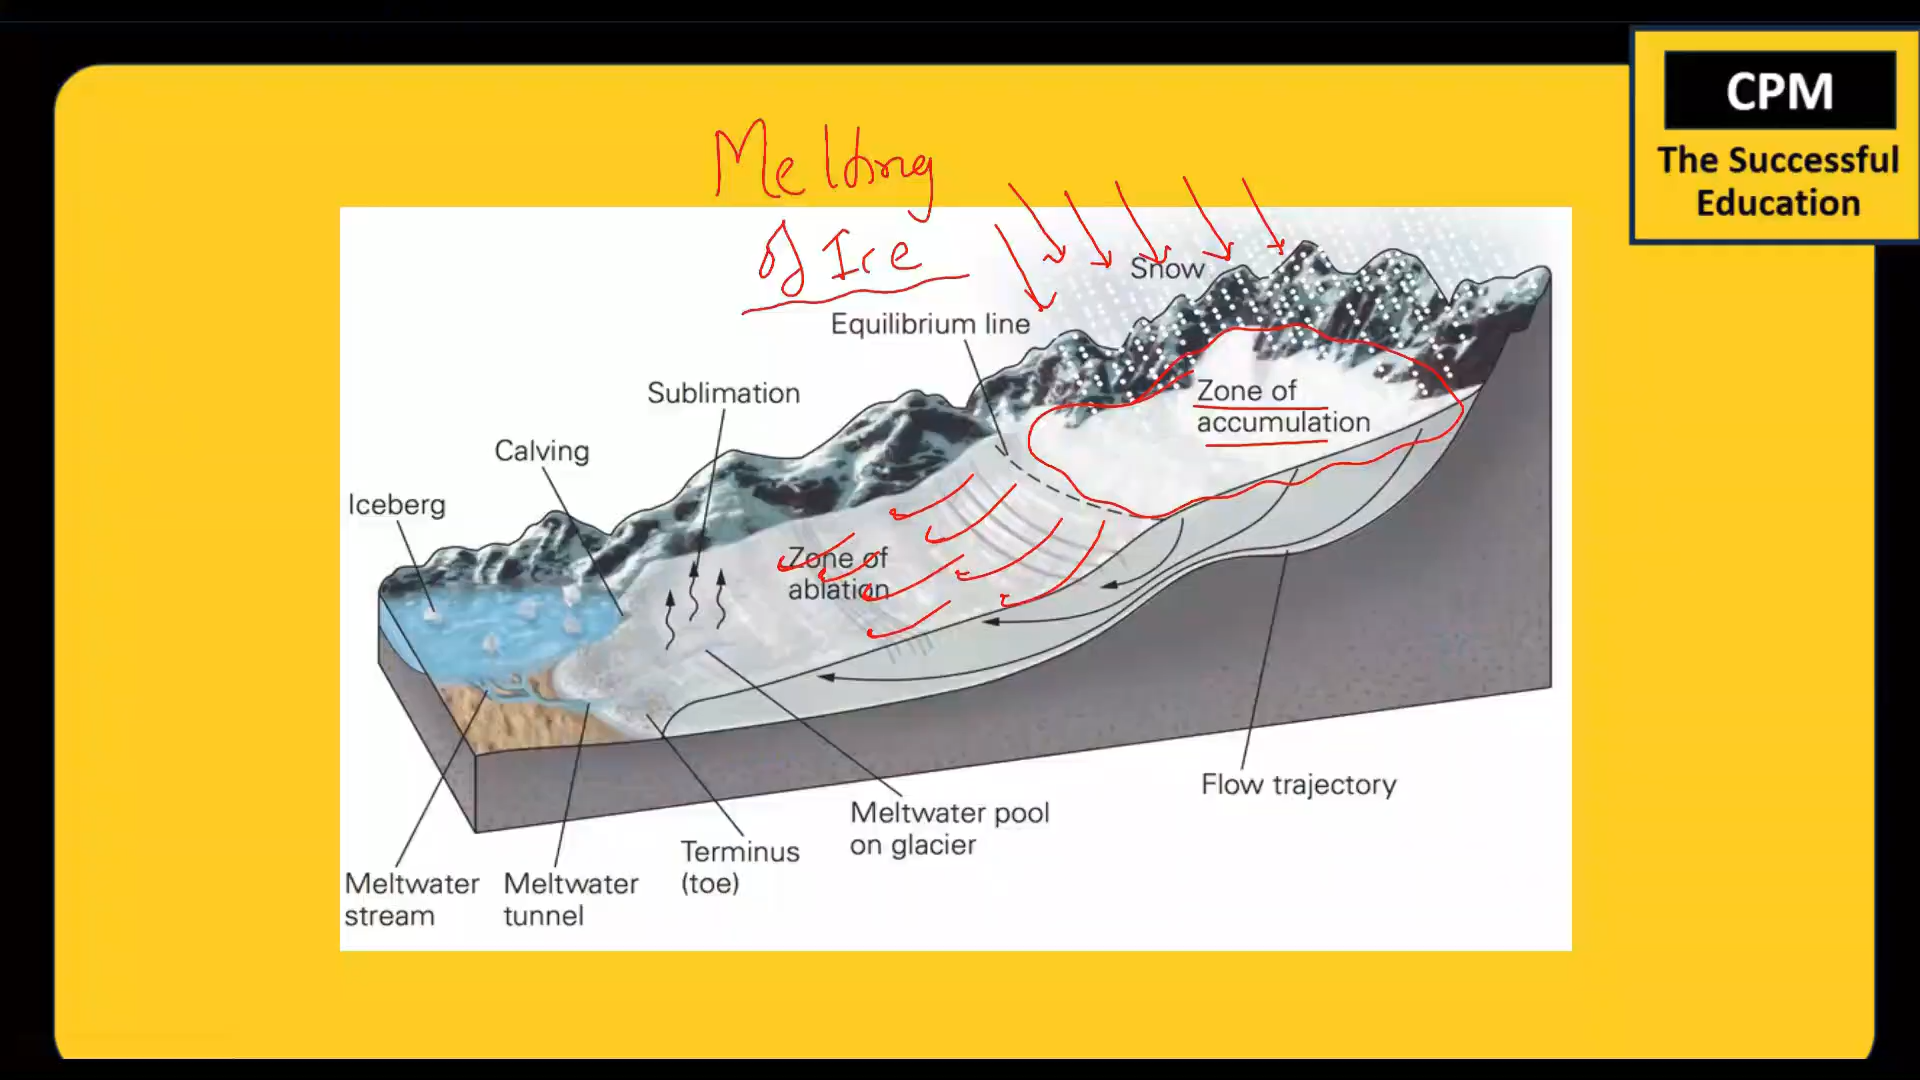 CPM
The Successful
Education
Melting
of Ice
Snow
Equilibrium line
Zone of
accumulation
Sublimation
Calving
Iceberg
Zone of
ablation
Flow trajectory
Meltwater pool
on glacier
Terminus
(toe)
Meltwater
stream
Meltwater
tunnel